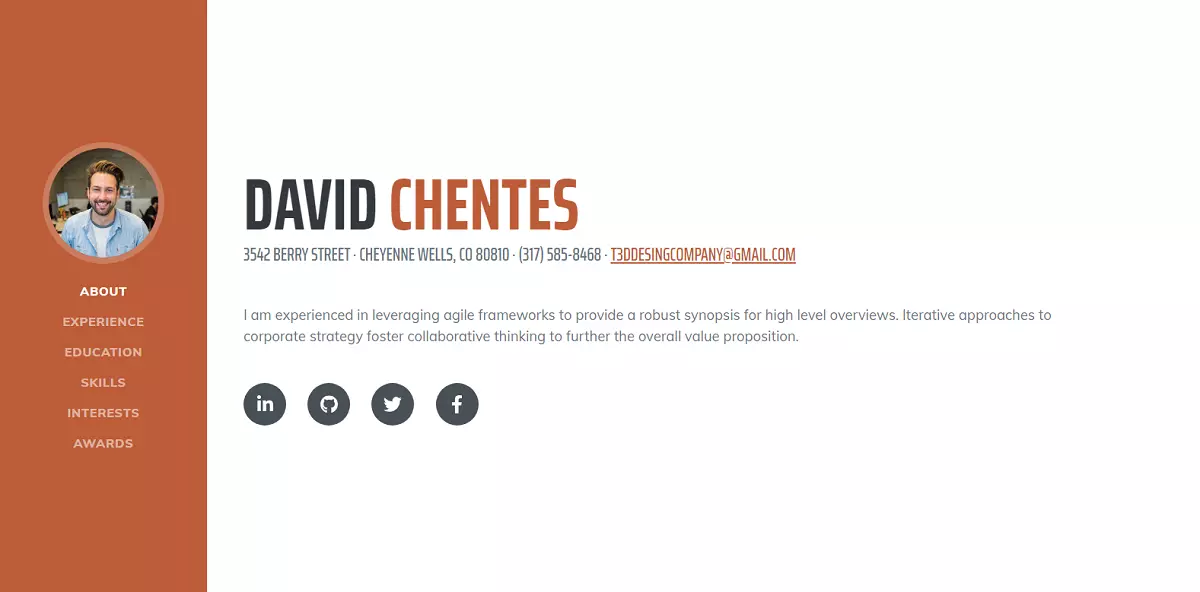 ABOUT
EXPERIENCE
EDUCATION
SKILLS
INTERESTS
AWARDS
DAVID CHENTES
3542 BERRY STREET · CHEYENNE WELLS, CO 80810 · (317) 585-8468 · T3DDESINGCOMPANY@GMAIL.COM
I am experienced in leveraging agile frameworks to provide a robust synopsis for high level overviews. Iterative approaches to
corporate strategy foster collaborative thinking to further the overall value proposition.